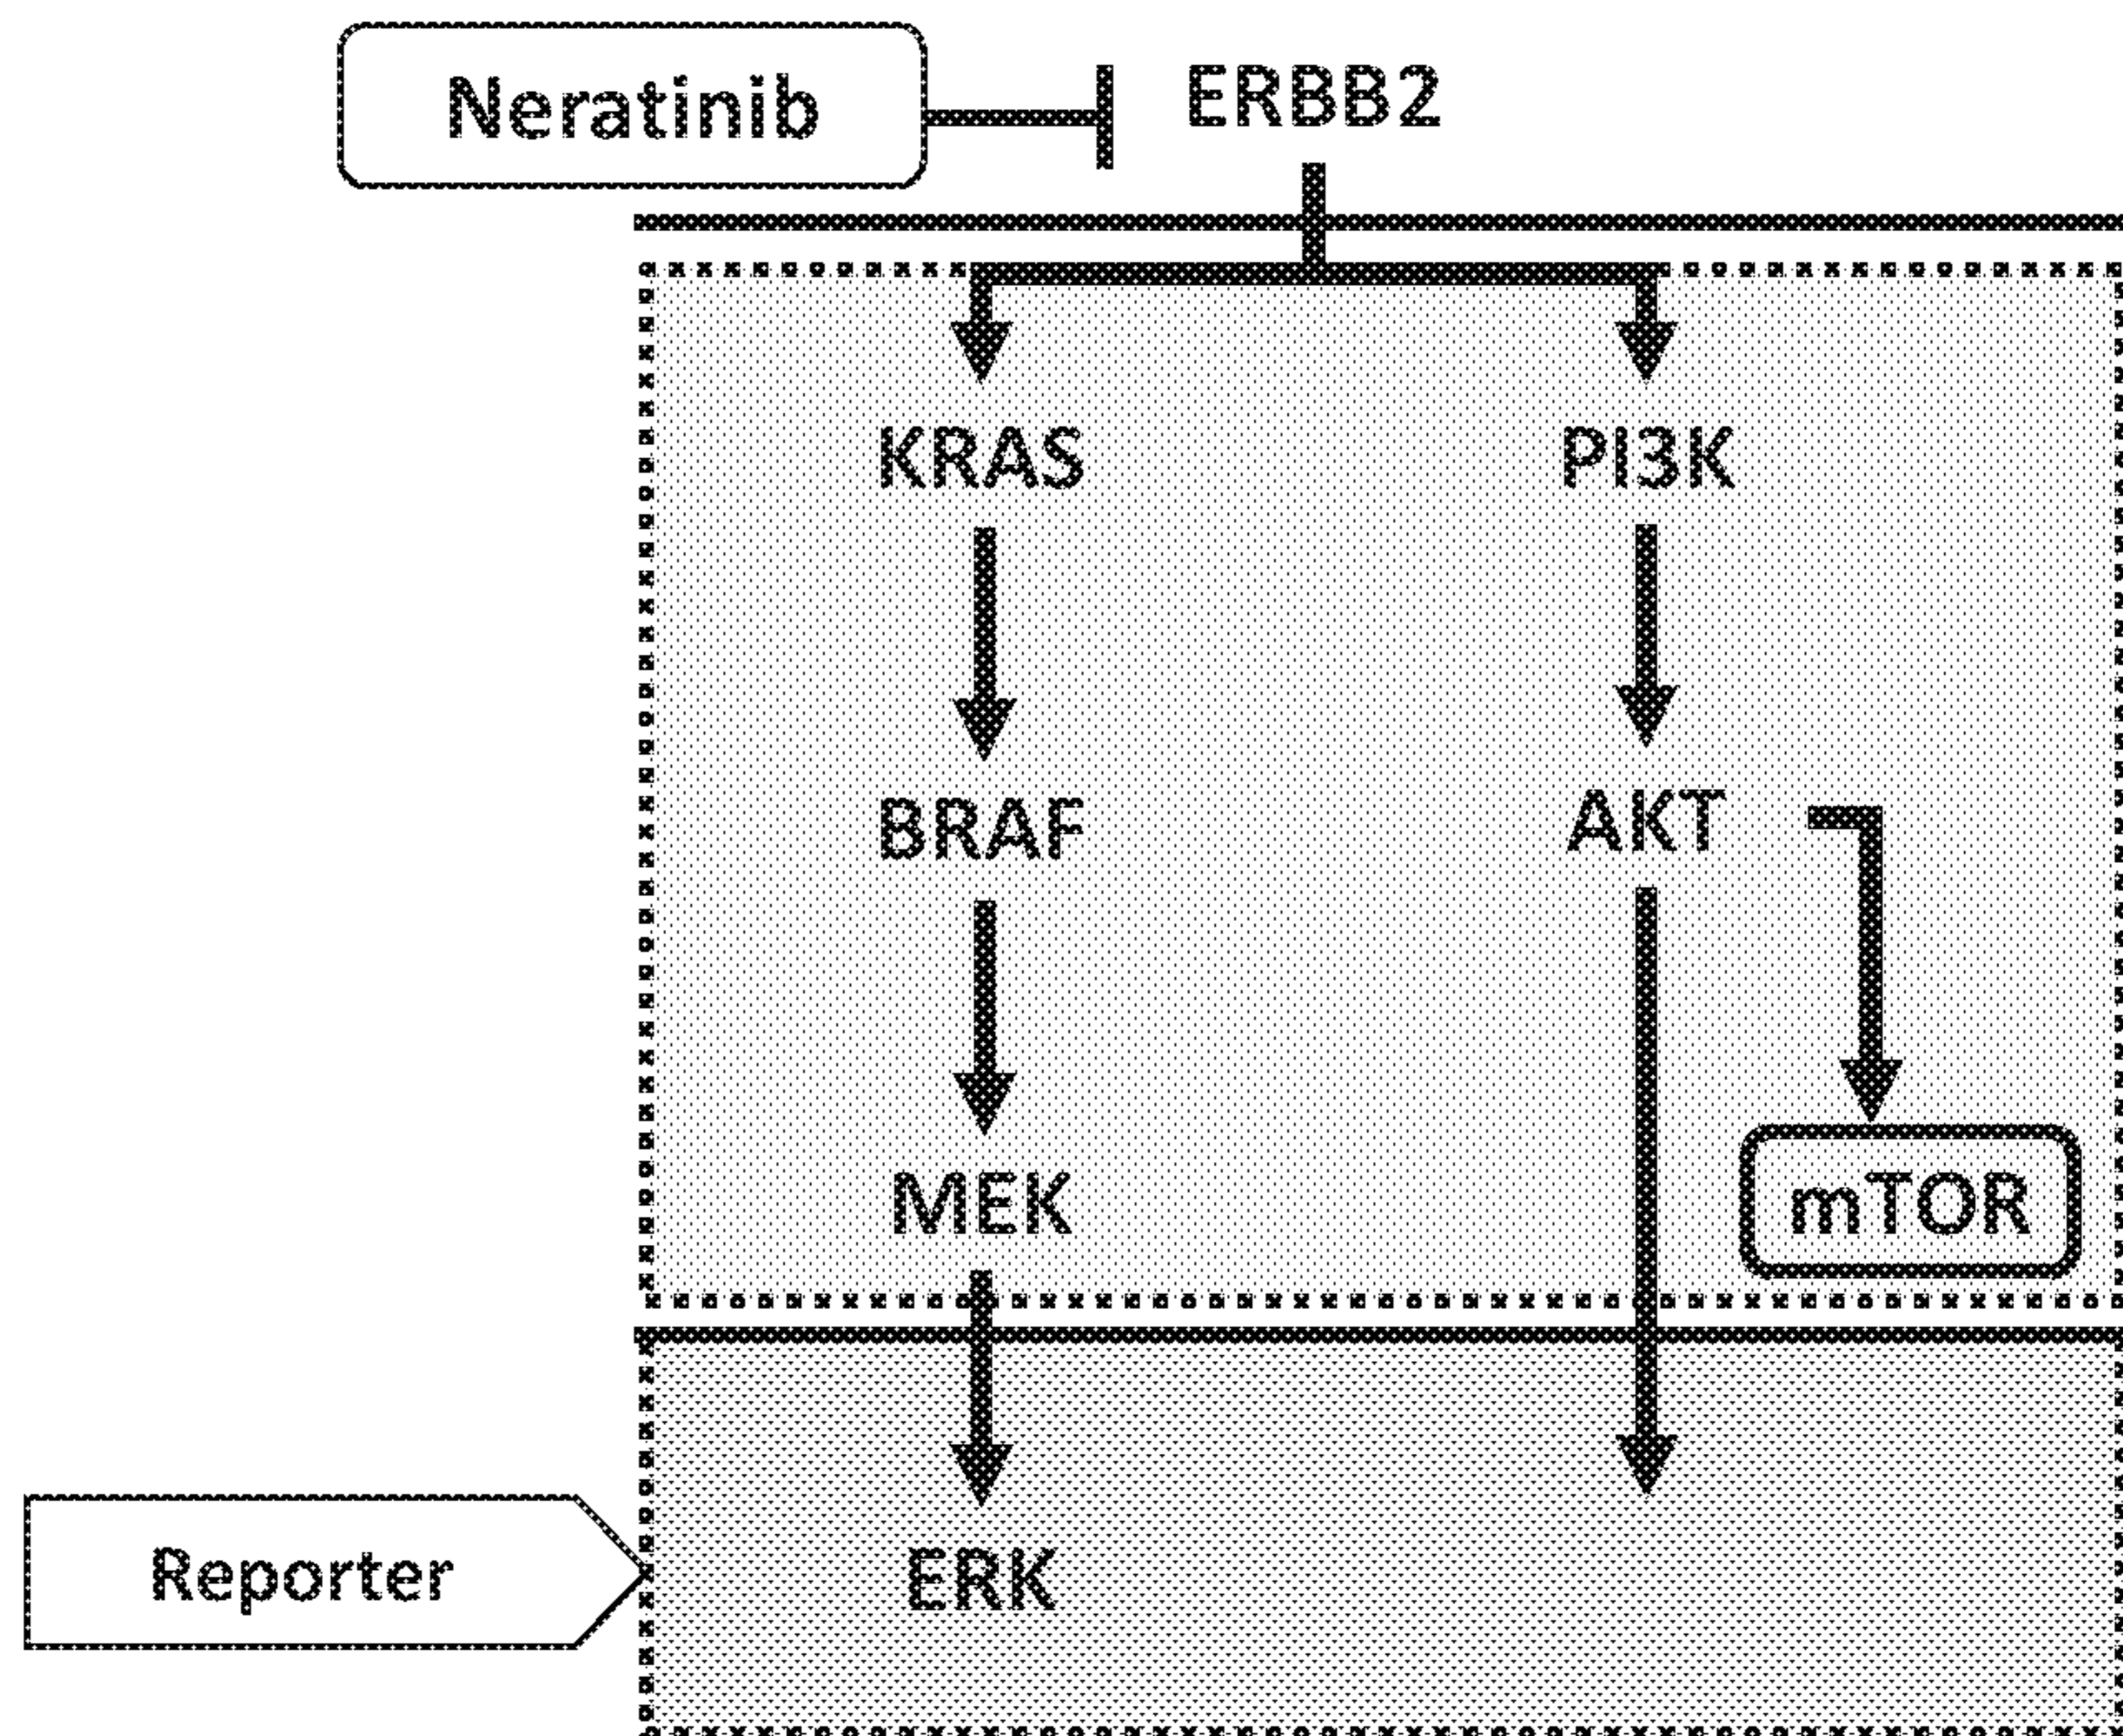 Neratinib
ERBB2
KRAS
PI3K
BRAF
AKT
MEK
mTOR
Reporter
ERK